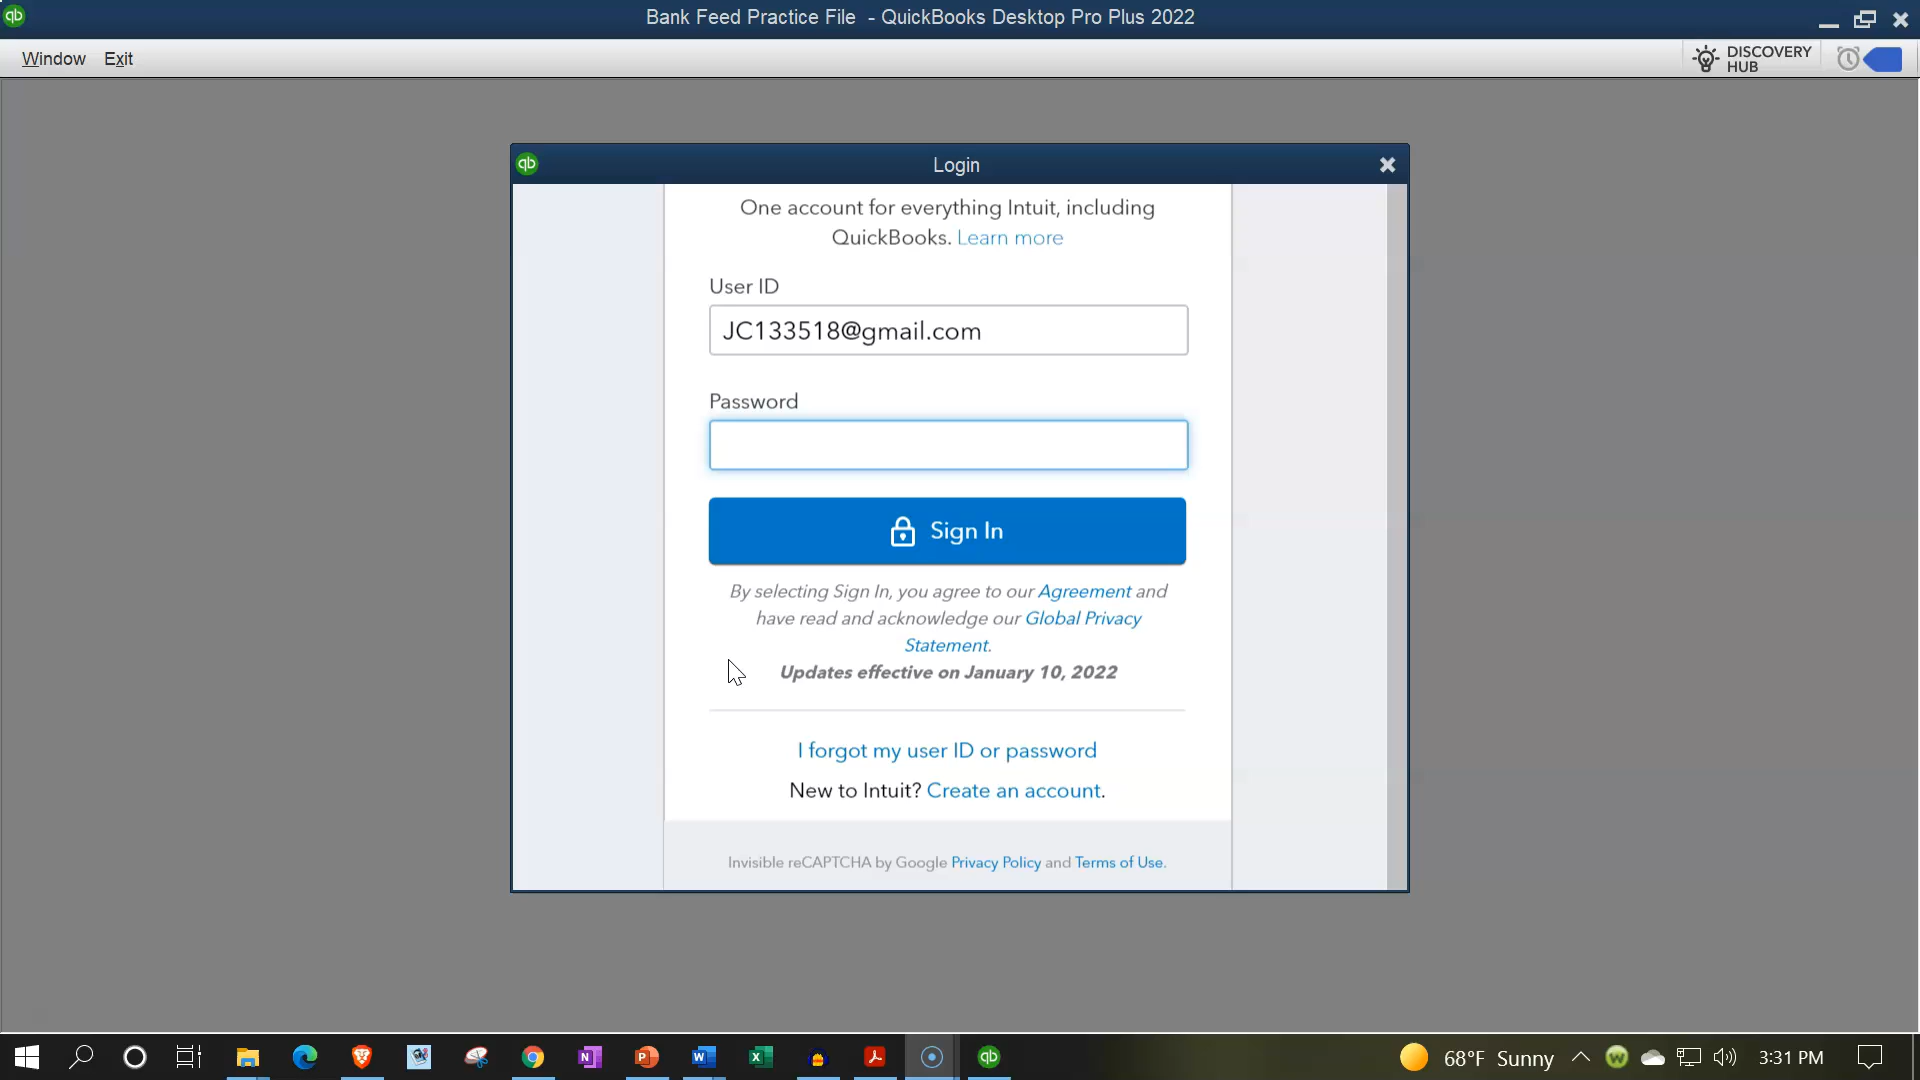 qb
Bank Feed Practice File - QuickBooks Desktop Pro Plus 2022
Window Exit
DISCOVERY
HUB
qb
Login
One account for everything Intuit, including
QuickBooks. Learn more
User ID
JC133518@gmail.com
Password
Sign In
By selecting Sign In, you agree to our Agreement and
have read and acknowledge our Global Privacy
Statement.
Updates effective on January 10, 2022
I forgot my user ID or password
New to Intuit? Create an account.
Invisible reCAPTCHA by Google Privacy Policy and Terms of Use.
68°F Sunny
3:31 PM